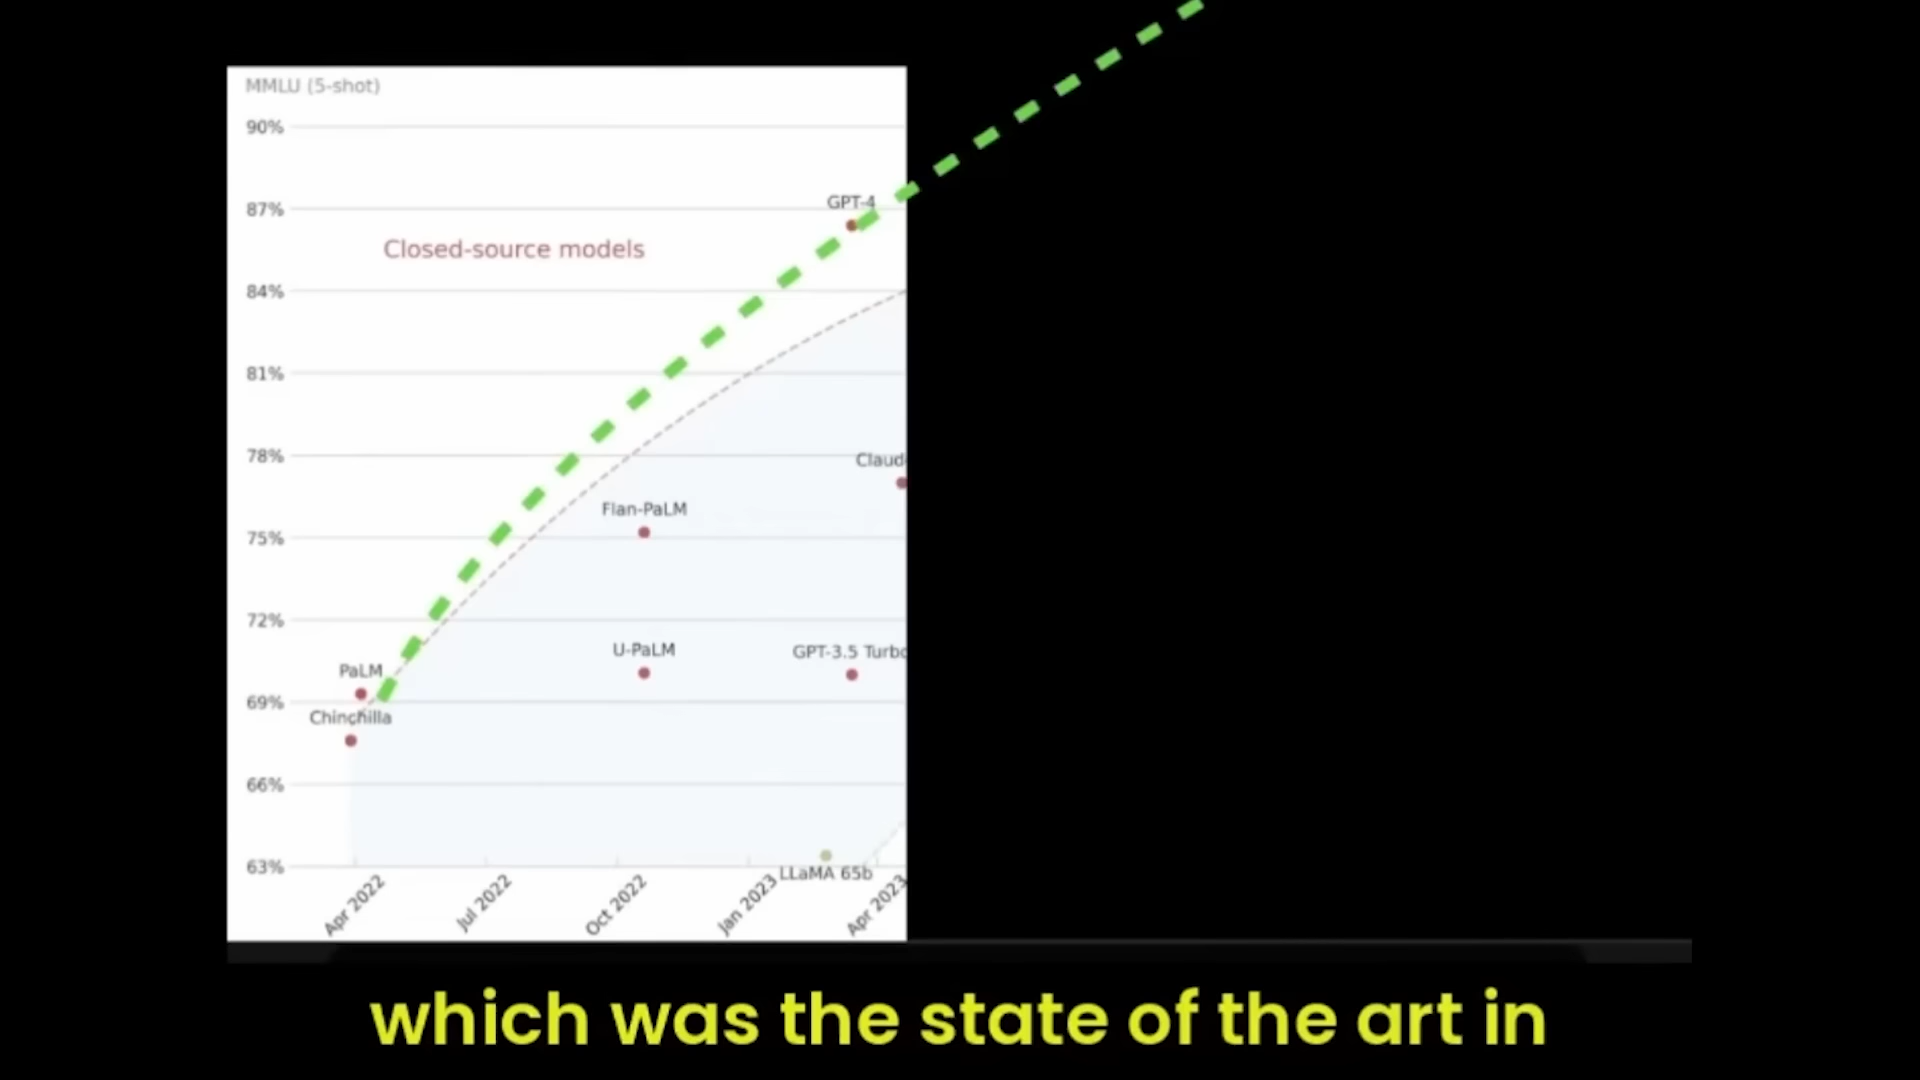 MMLU (5-shot)
90%
GPT-4
87%
Closed-source models
84%
81%
78%
Claud
Flan-PaLM
75%
72%
U-PaLM
GPT-3.5 Turbo
PaLM
69%
Chinchilla
66%
63%
LLaMA 65b
Apr 2022
Jul 2022
Oct 2022
Jan 2023
Apr 2023
which was the state of the art in